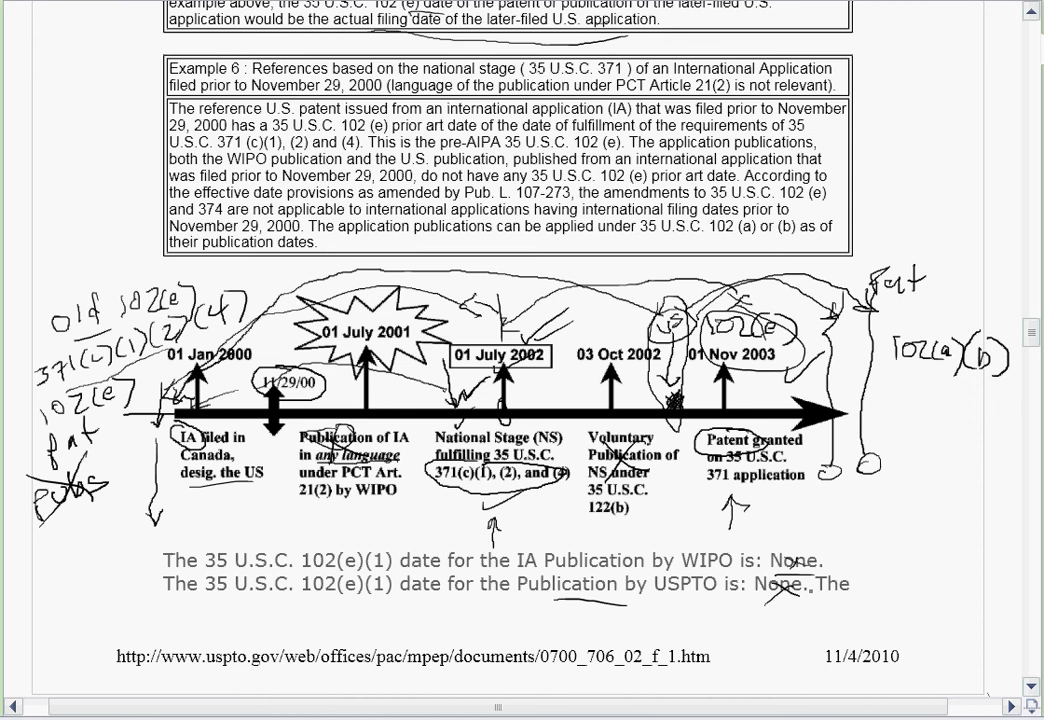 example above, the 35 U.S.C. 102 (e) date of the patent or publication of the later-filed U.S.
application would be the actual filing date of the later-filed U.S. application.
Example 6 : References based on the national stage ( 35 U.S.C. 371 ) of an International Application
filed prior to November 29, 2000 (language of the publication under PCT Article 21(2) is not relevant).
The reference U.S. patent issued from an international application (IA) that was filed prior to November
29, 2000 has a 35 U.S.C. 102 (e) prior art date of the date of fulfillment of the requirements of 35
U.S.C. 371 (c)(1), (2) and (4). This is the pre-AIPA 35 U.S.C. 102 (e). The application publications,
both the WIPO publication and the U.S. publication, published from an international application that
was filed prior to November 29, 2000, do not have any 35 U.S.C. 102 (e) prior art date. According to
the effective date provisions as amended by Pub. L. 107-273, the amendments to 35 U.S.C. 102 (e)
and 374 are not applicable to international applications having international filing dates prior to
November 29, 2000. The application publications can be applied under 35 U.S.C. 102 (a) or (b) as of
their publication dates.
old 102(e)
371(c)(1)(2)(4)
102(e)
pat
pubs
pat
102(e
102(a)(b)
01 Jan 2000
11/29/00
01 July 2001
01 July 2002
03 Oct 2002
01 Nov 2003
IA filed in
Canada,
desig. the US
Publication of IA
in any language
under PCT Art.
21(2) by WIPO
National Stage (NS)
fulfilling 35 U.S.C.
371(c)(1), (2), and (4)
Voluntary
Publication of
NS under
35 U.S.C.
122(b)
Patent granted
on 35 U.S.C.
371 application
The 35 U.S.C. 102(e)(1) date for the IA Publication by WIPO is: None.
The 35 U.S.C. 102(e)(1) date for the Publication by USPTO is: None. The
http://www.uspto.gov/web/offices/pac/mpep/documents/0700_706_02_f_1.htm
11/4/2010